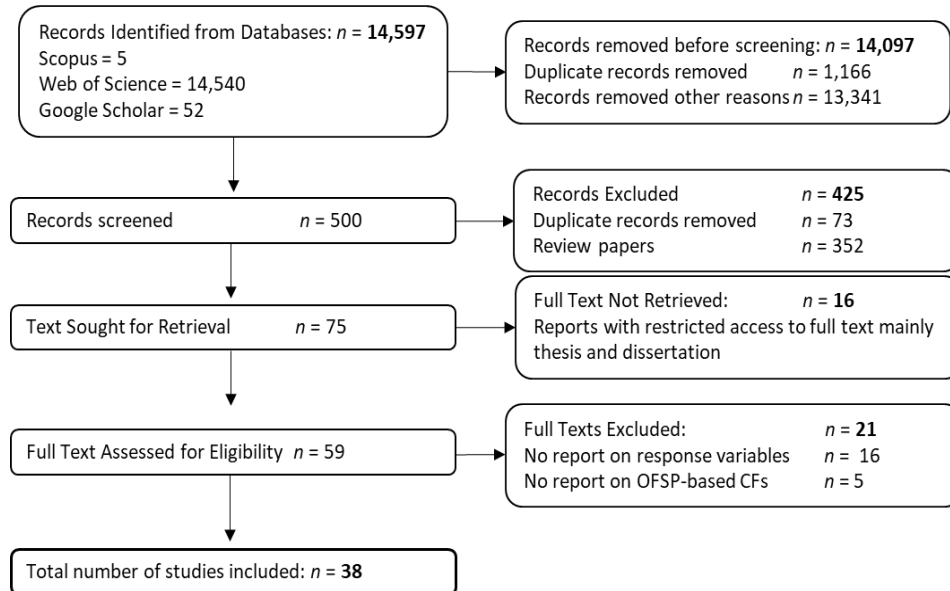 Records Identified from Databases: n = 14,597
Scopus = 5
Web of Science = 14,540
Google Scholar = 52
Records removed before screening: n = 14,097
Duplicate records removed n = 1,166
Records removed other reasons n = 13,341
Records screened n = 500
Records Excluded n = 425
Duplicate records removed n = 73
Review papers n = 352
Text Sought for Retrieval n = 75
Full Text Not Retrieved: n = 16
Reports with restricted access to full text mainly
thesis and dissertation
Full Text Assessed for Eligibility n = 59
Full Texts Excluded: n = 21
No report on response variables n = 16
No report on OFSP-based CFs n = 5
Total number of studies included: n = 38